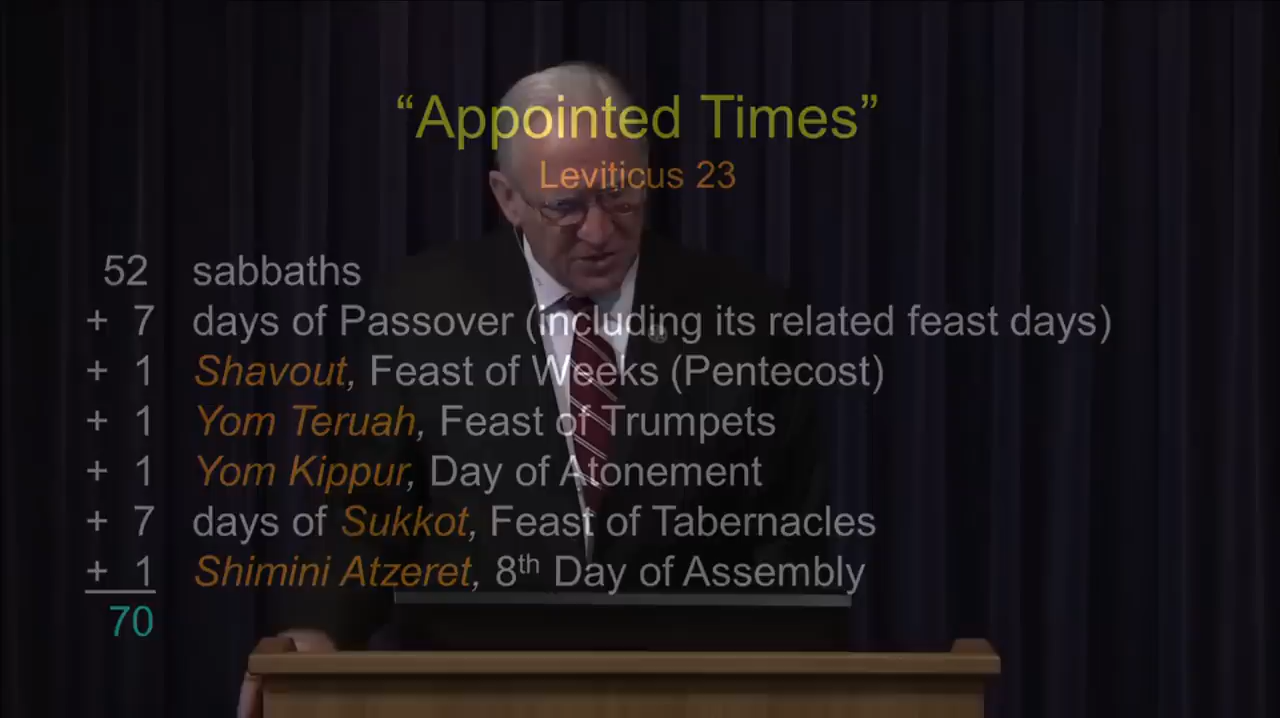 “Appointed Times”
Leviticus 23
52 sabbaths
+ 7 days of Passover (including its related feast days)
+ 1 Shavout, Feast of Weeks (Pentecost)
+ 1 Yom Teruah, Feast of Trumpets
+ 1 Yom Kippur, Day of Atonement
+ 7 days of Sukkot, Feast of Tabernacles
+ 1 Shimini Atzeret, 8th Day of Assembly
70